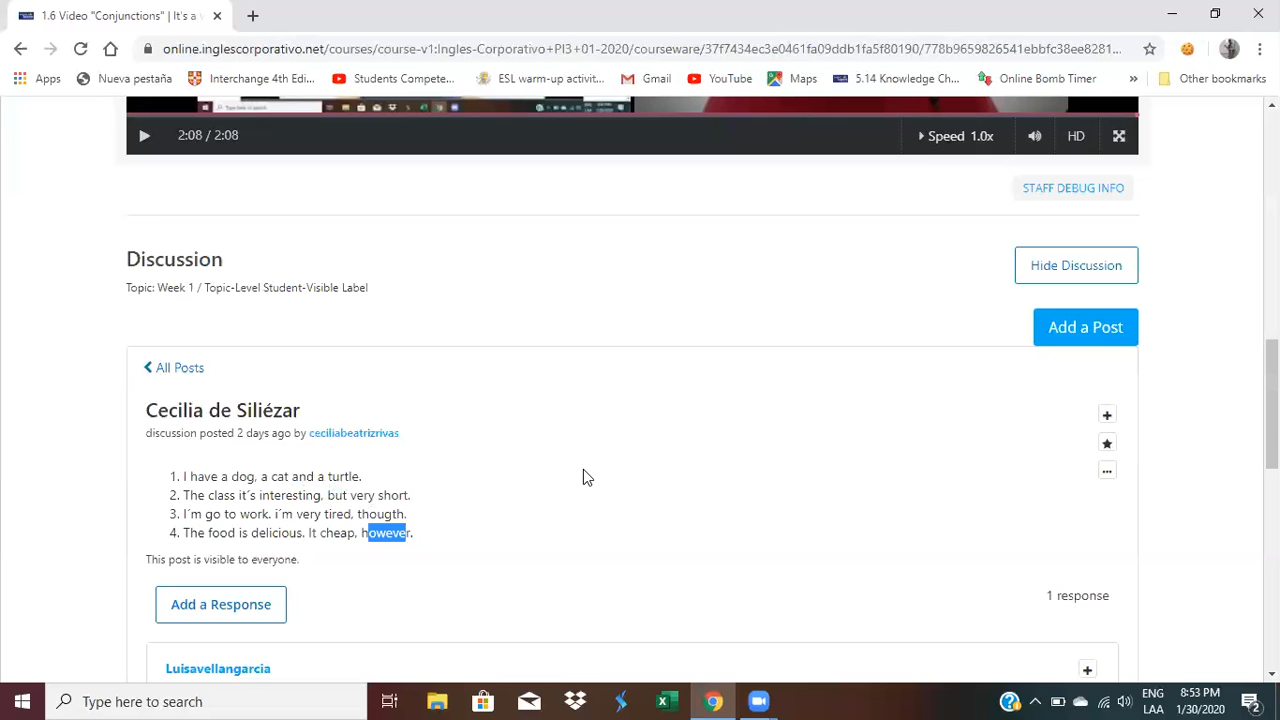 1.6 Video "Conjunctions" | It's a
online.inglescorporativo.net/courses/course-v1:Ingles-Corporativo+PI3+01-2020/courseware/37f7434ec3e0461fa09ddb1fa5f80190/778b9659826541ebbfc38ee8281...
Apps Nueva pestaña Interchange 4th Edi... Students Compete... ESL warm-up activit... Gmail YouTube Maps 5.14 Knowledge Ch... Online Bomb Timer » Other bookmarks
2:08 / 2:08 Speed 1.0x HD
STAFF DEBUG INFO
Discussion
Hide Discussion
Topic: Week 1 / Topic-Level Student-Visible Label
Add a Post
All Posts
Cecilia de Siliézar
discussion posted 2 days ago by ceciliabeatrizrivas
1. I have a dog, a cat and a turtle.
2. The class it´s interesting, but very short.
3. I´m go to work. i´m very tired, thougth.
4. The food is delicious. It cheap, however.
This post is visible to everyone.
Add a Response
1 response
Luisavellangarcia
Type here to search
ENG 8:53 PM
LAA 1/30/2020 2